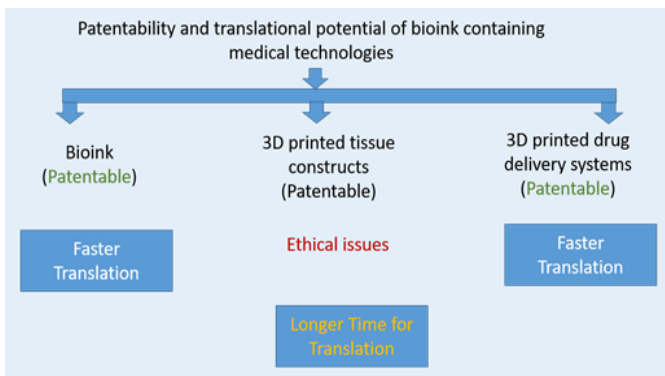 Patentability and translational potential of bioink containing
medical technologies
Bioink
(Patentable)
3D printed tissue
constructs
(Patentable)
3D printed drug
delivery systems
(Patentable)
Faster
Translation
Ethical issues
Faster
Translation
Longer Time for
Translation